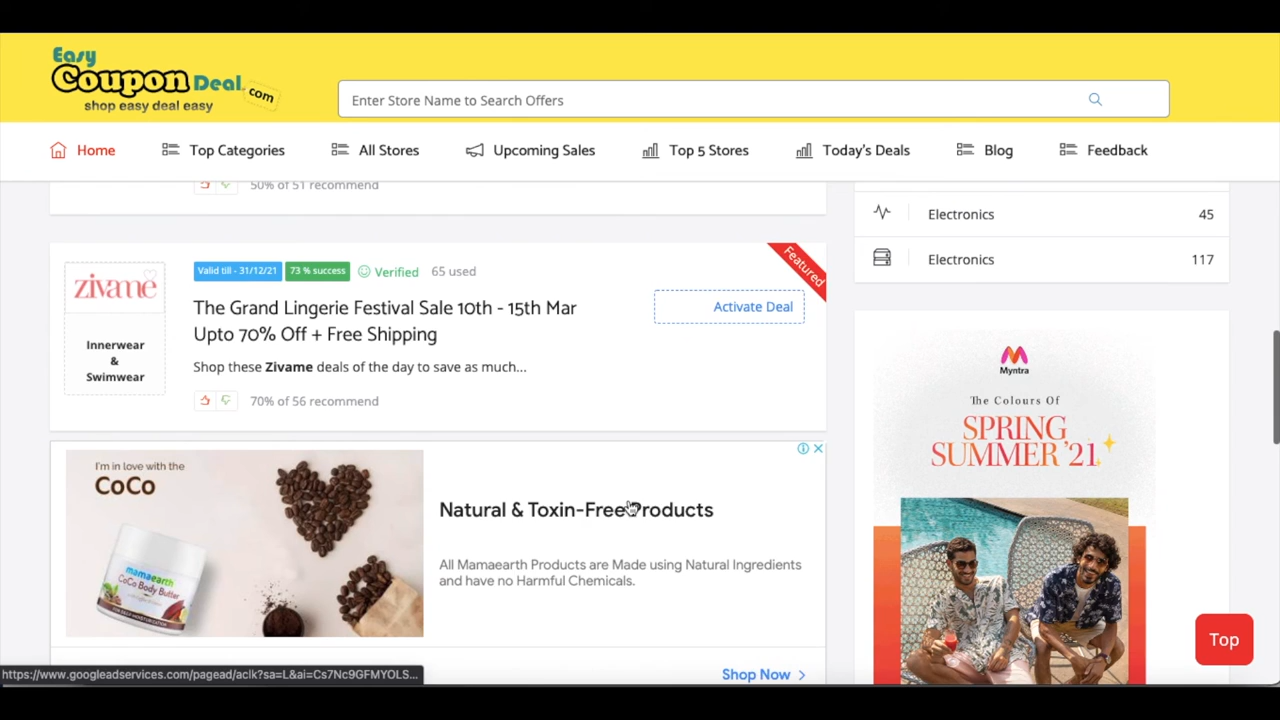 Easy
Coupon Deal.com
shop easy deal easy
Enter Store Name to Search Offers
Home
Top Categories
All Stores
Upcoming Sales
Top 5 Stores
Today's Deals
Blog
Feedback
50% of 51 recommend
Electronics 45
Electronics 117
zivame
Innerwear
&
Swimwear
Valid till - 31/12/21
73 % success
Verified
65 used
Featured
The Grand Lingerie Festival Sale 10th - 15th Mar
Upto 70% Off + Free Shipping
Activate Deal
Shop these Zivame deals of the day to save as much...
70% of 56 recommend
Myntra
The Colours Of
SPRING
SUMMER '21
I'm in love with the
CoCo
mamaearth
CoCo Body Butter
Natural & Toxin-Free Products
All Mamaearth Products are Made using Natural Ingredients
and have no Harmful Chemicals.
Shop Now
Top
https://www.googleadservices.com/pagead/aclk?sa=L&ai=Cs7Nc9GFMYOLS...